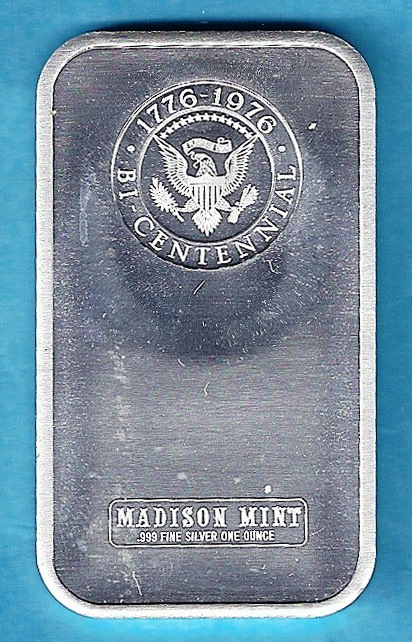 · 1776-1976 ·
BI-CENTENNIAL
MADISON MINT
.999 FINE SILVER ONE OUNCE